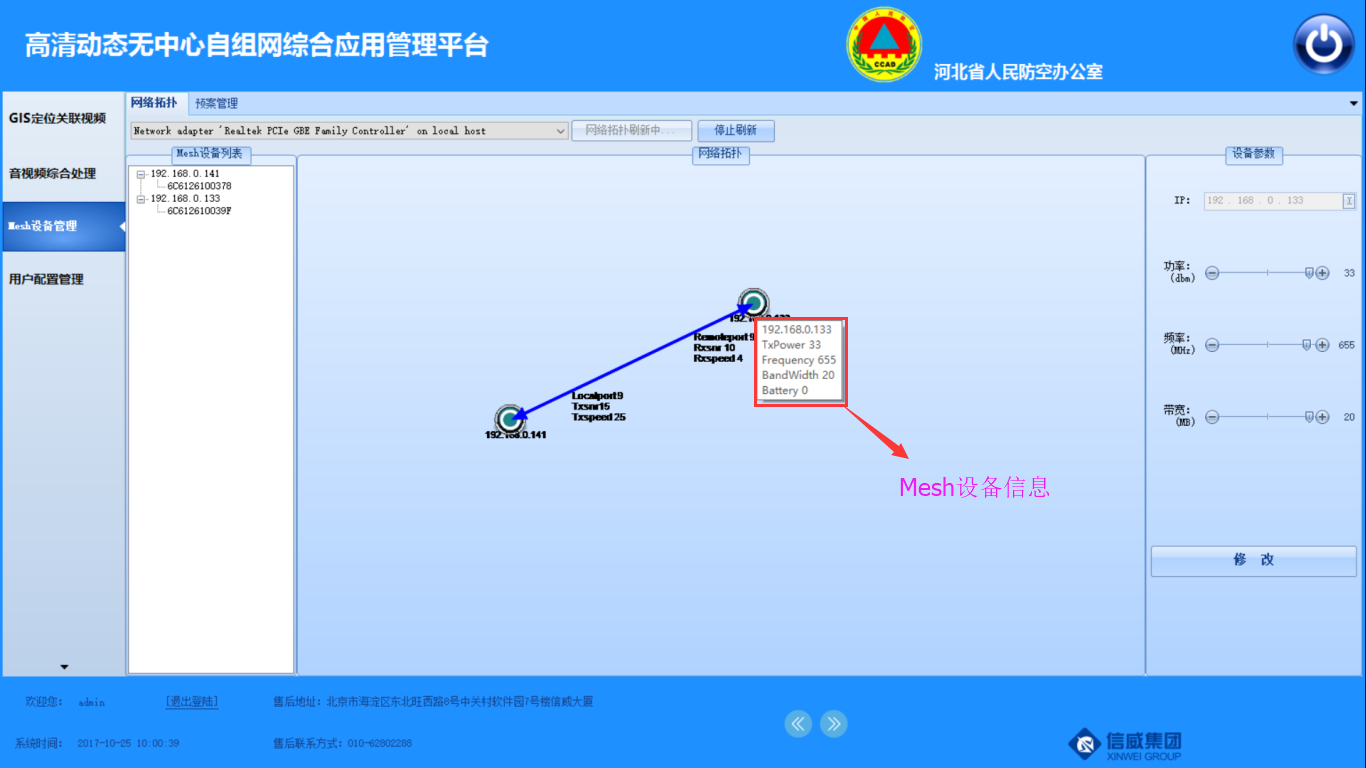 高清动态无中心自组网综合应用管理平台
CCAD
河北省人民防空办公室
GIS定位关联视频
音视频综合处理
Mesh设备管理
用户配置管理
网络拓扑 预案管理
Network adapter 'Realtek PCIe GBE Family Controller' on local host
网络拓扑刷新中...
停止刷新
Mesh设备列表
192.168.0.141
6C6126100378
192.168.0.133
6C612610039F
网络拓扑
Remoteport 9
Rxsnr 10
Rxspeed 4
192.168.0.133
TxPower 33
Frequency 655
BandWidth 20
Battery 0
Localport9
Txsnr15
Txspeed 25
192.168.0.141
Mesh设备信息
设备参数
IP: 192 . 168 . 0 . 133
X
功率:
(dbm)
33
频率:
(MHz)
655
带宽:
(MB)
20
修 改
欢迎您: admin [退出登陆]
售后地址: 北京市海淀区东北旺西路8号中关村软件园7号楼信威大厦
系统时间: 2017-10-25 10:00:39
售后联系方式: 010-62802288
信威集团
XINWEI GROUP